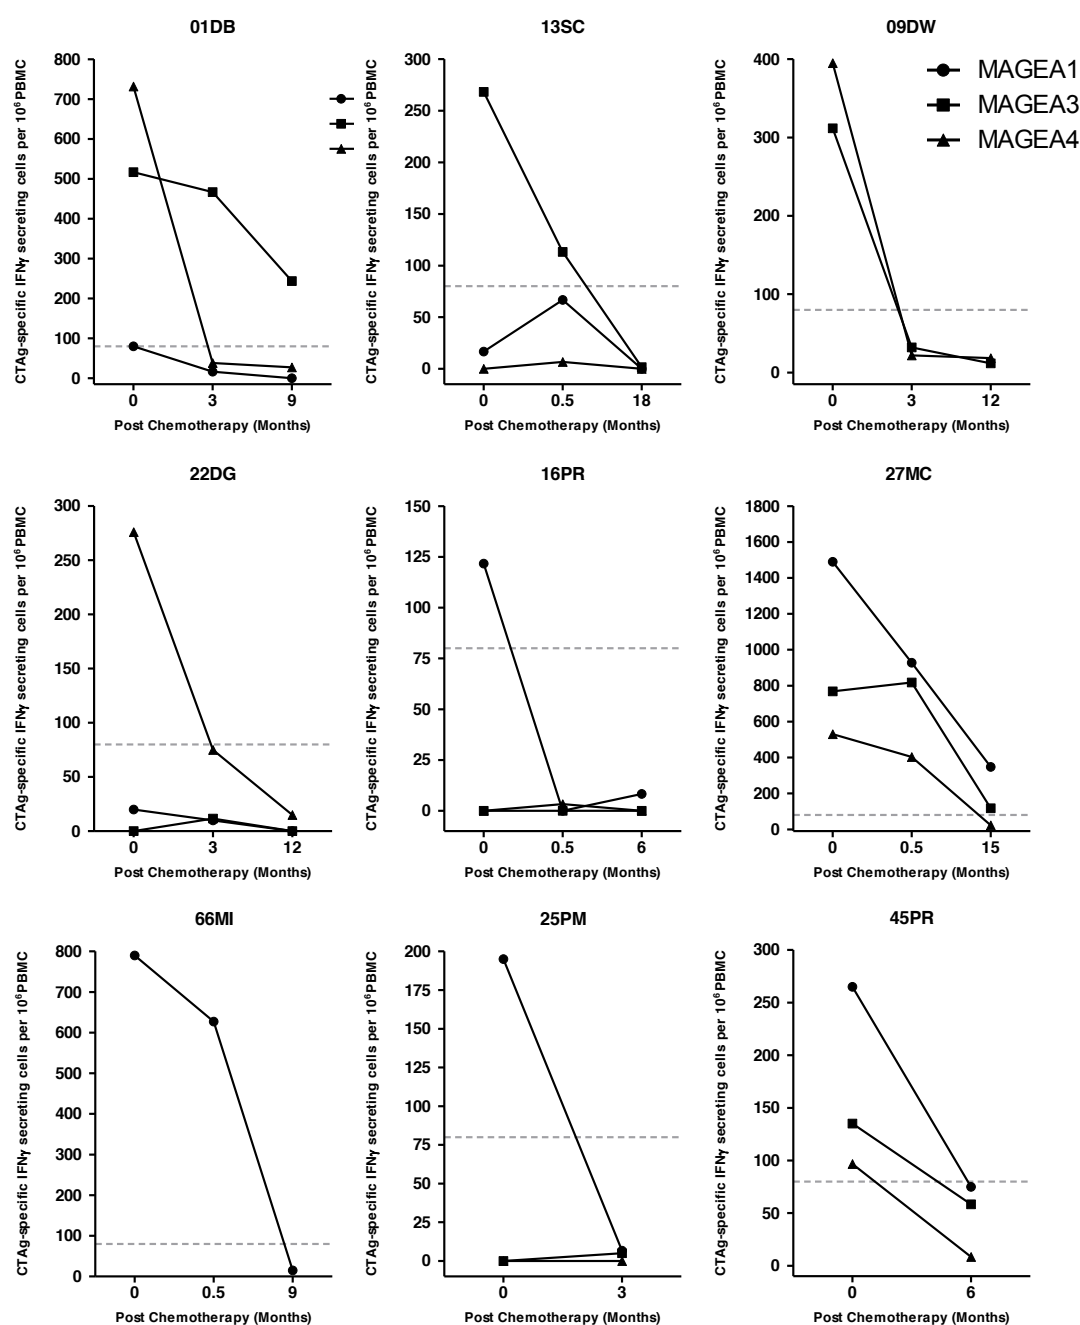 01DB
13SC
09DW
CTAg-specific IFNγ secreting cells per 10⁶ PBMC
800
700
600
500
400
300
200
100
0
0 3 9
Post Chemotherapy (Months)
CTAg-specific IFNγ secreting cells per 10⁶ PBMC
300
250
200
150
100
50
0
0 0.5 18
Post Chemotherapy (Months)
CTAg-specific IFNγ secreting cells per 10⁶ PBMC
400
300
200
100
0
0 3 12
Post Chemotherapy (Months)
MAGEA1
MAGEA3
MAGEA4
22DG
16PR
27MC
CTAg-specific IFNγ secreting cells per 10⁶ PBMC
300
250
200
150
100
50
0
0 3 12
Post Chemotherapy (Months)
CTAg-specific IFNγ secreting cells per 10⁶ PBMC
150
125
100
75
50
25
0
0 0.5 6
Post Chemotherapy (Months)
CTAg-specific IFNγ secreting cells per 10⁶ PBMC
1800
1600
1400
1200
1000
800
600
400
200
0
0 0.5 15
Post Chemotherapy (Months)
66MI
25PM
45PR
CTAg-specific IFNγ secreting cells per 10⁶ PBMC
800
700
600
500
400
300
200
100
0
0 0.5 9
Post Chemotherapy (Months)
CTAg-specific IFNγ secreting cells per 10⁶ PBMC
200
175
150
125
100
75
50
25
0
0 3
Post Chemotherapy (Months)
CTAg-specific IFNγ secreting cells per 10⁶ PBMC
300
250
200
150
100
50
0
0 6
Post Chemotherapy (Months)